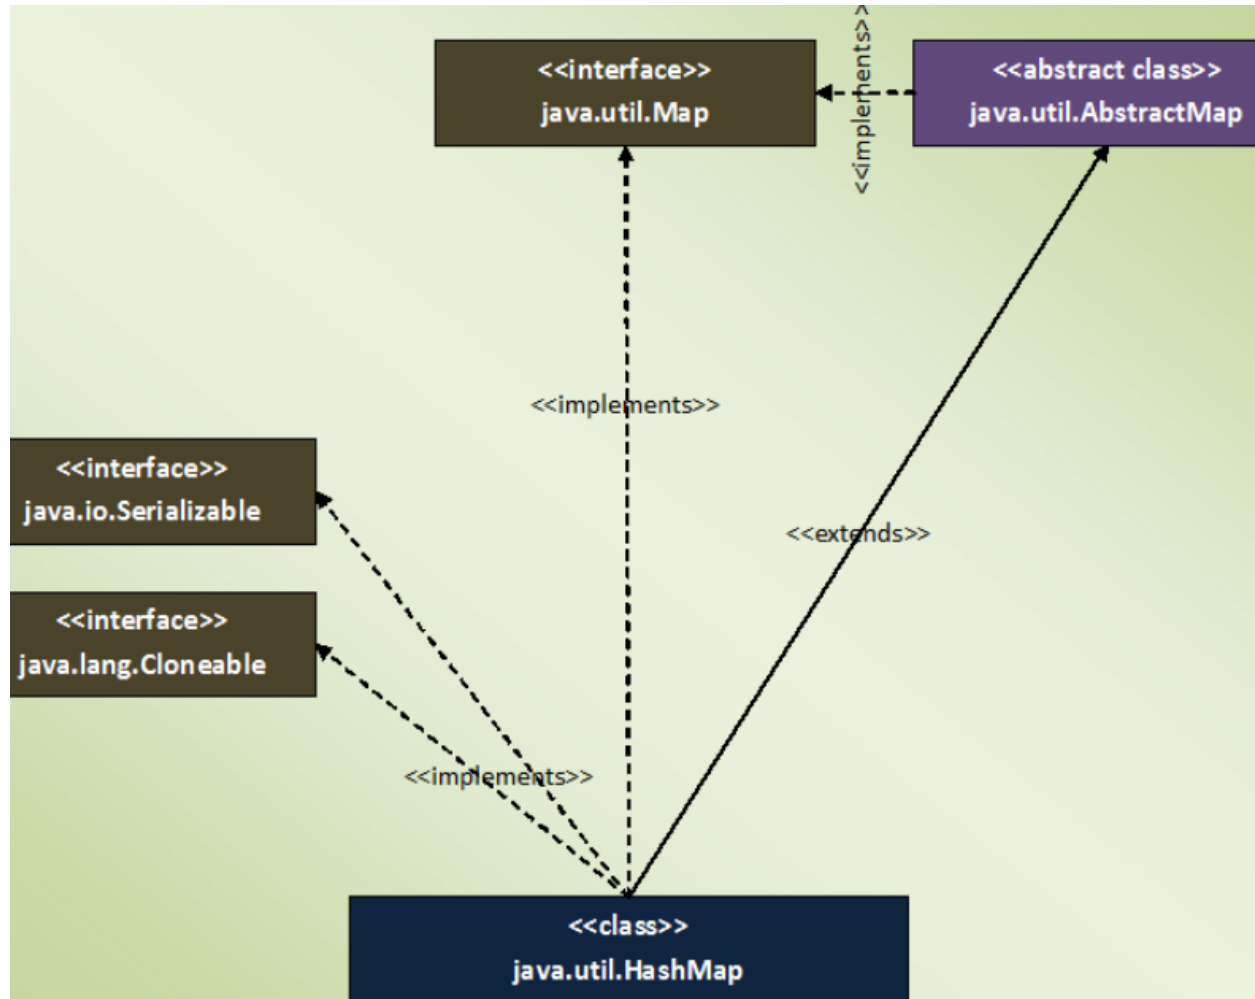 <<interface>>
java.util.Map
<<implements>>
<<abstract class>>
java.util.AbstractMap
<<implements>>
<<interface>>
java.io.Serializable
<<extends>>
<<interface>>
java.lang.Cloneable
<<implements>>
<<class>>
java.util.HashMap